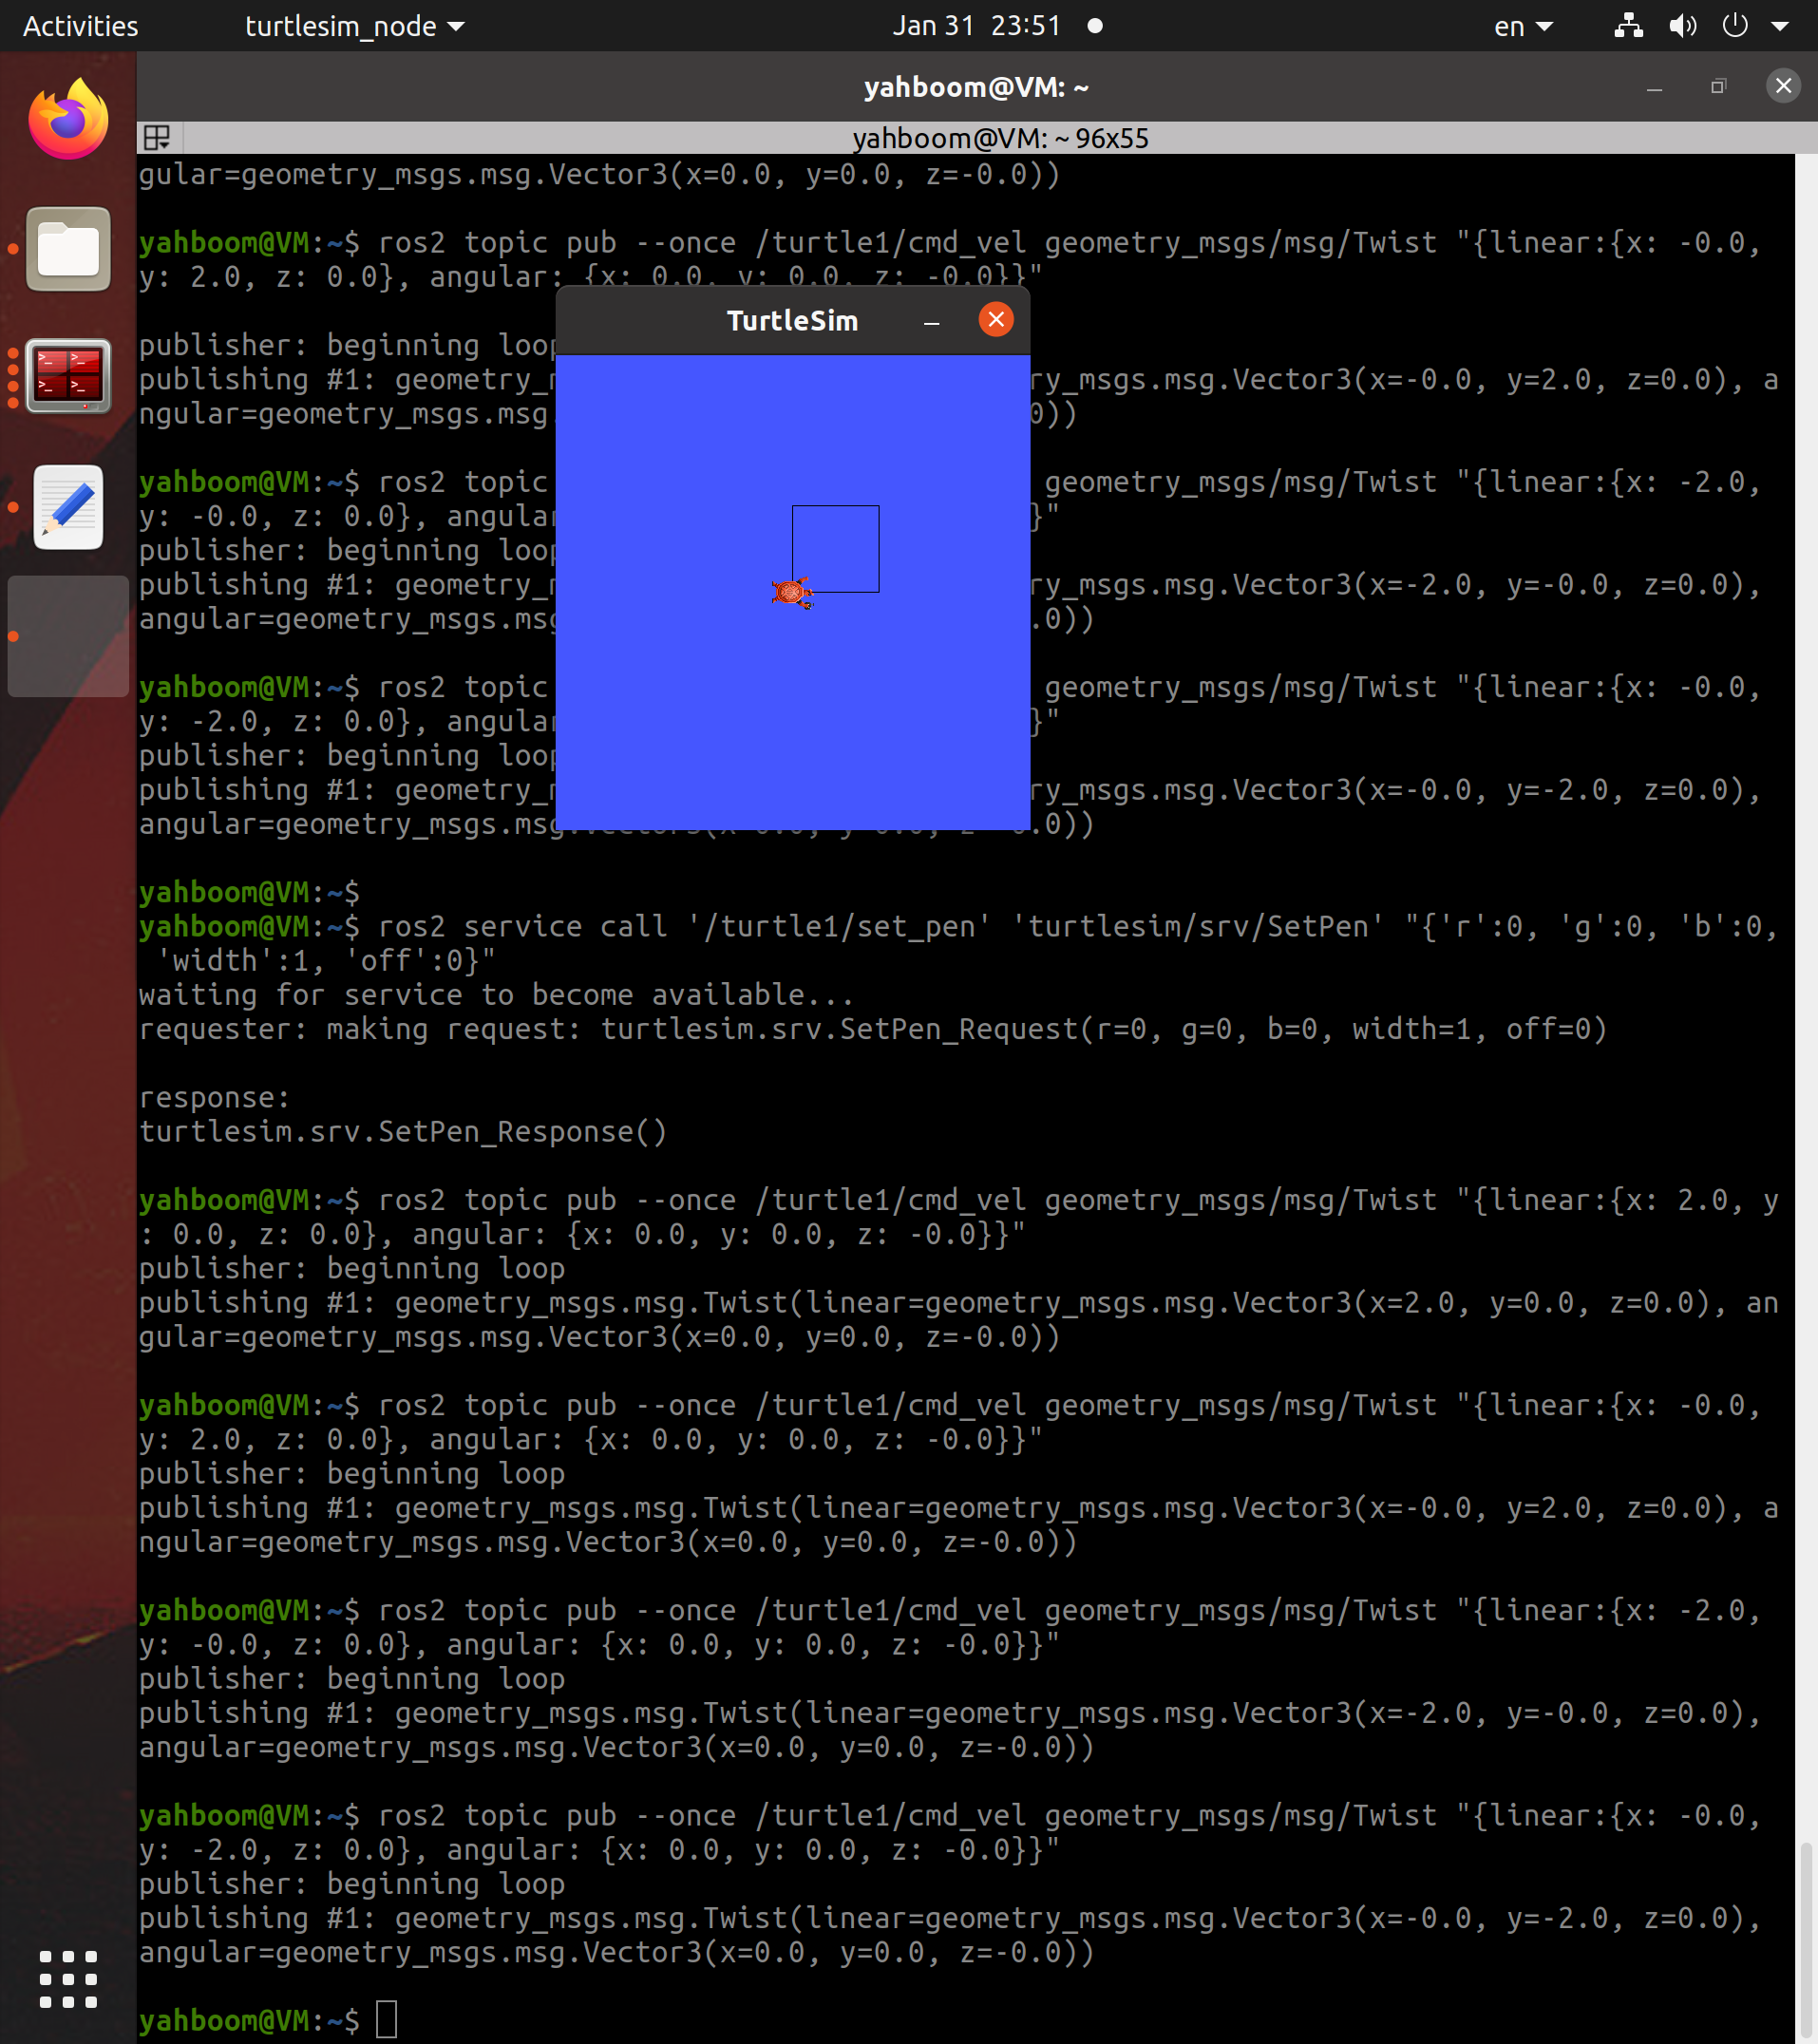 Activities turtlesim_node Jan 31 23:51 en
yahboom@VM: ~
yahboom@VM: ~ 96x55
gular=geometry_msgs.msg.Vector3(x=0.0, y=0.0, z=-0.0))
yahboom@VM:~$ ros2 topic pub --once /turtle1/cmd_vel geometry_msgs/msg/Twist "{linear:{x: -0.0,
y: 2.0, z: 0.0}, angular: {x: 0.0, y: 0.0, z: -0.0}}"
TurtleSim
publisher: beginning loop
publishing #1: ry_msgs.msg.Vector3(x=-0.0, y=2.0, z=0.0), a
ngular=geometry_msgs.msg. 0))
yahboom@VM:~$ ros2 topic geometry_msgs/msg/Twist "{linear:{x: -2.0,
y: -0.0, z: 0.0}, angular }"
publisher: beginning loop
publishing #1: ry_msgs.msg.Vector3(x=-2.0, y=-0.0, z=0.0),
angular=geometry_msgs.msg .0))
yahboom@VM:~$ ros2 topic geometry_msgs/msg/Twist "{linear:{x: -0.0,
y: -2.0, z: 0.0}, angular }"
publisher: beginning loop
publishing #1: ry_msgs.msg.Vector3(x=-0.0, y=-2.0, z=0.0),
angular=geometry_msgs.msg.Vector3(x=0.0, y=0.0, z=-0.0))
yahboom@VM:~$
yahboom@VM:~$ ros2 service call '/turtle1/set_pen' 'turtlesim/srv/SetPen' "{'r':0, 'g':0, 'b':0,
'width':1, 'off':0}"
waiting for service to become available...
requester: making request: turtlesim.srv.SetPen_Request(r=0, g=0, b=0, width=1, off=0)
response:
turtlesim.srv.SetPen_Response()
yahboom@VM:~$ ros2 topic pub --once /turtle1/cmd_vel geometry_msgs/msg/Twist "{linear:{x: 2.0, y
: 0.0, z: 0.0}, angular: {x: 0.0, y: 0.0, z: -0.0}}"
publisher: beginning loop
publishing #1: geometry_msgs.msg.Twist(linear=geometry_msgs.msg.Vector3(x=2.0, y=0.0, z=0.0), an
gular=geometry_msgs.msg.Vector3(x=0.0, y=0.0, z=-0.0))
yahboom@VM:~$ ros2 topic pub --once /turtle1/cmd_vel geometry_msgs/msg/Twist "{linear:{x: -0.0,
y: 2.0, z: 0.0}, angular: {x: 0.0, y: 0.0, z: -0.0}}"
publisher: beginning loop
publishing #1: geometry_msgs.msg.Twist(linear=geometry_msgs.msg.Vector3(x=-0.0, y=2.0, z=0.0), a
ngular=geometry_msgs.msg.Vector3(x=0.0, y=0.0, z=-0.0))
yahboom@VM:~$ ros2 topic pub --once /turtle1/cmd_vel geometry_msgs/msg/Twist "{linear:{x: -2.0,
y: -0.0, z: 0.0}, angular: {x: 0.0, y: 0.0, z: -0.0}}"
publisher: beginning loop
publishing #1: geometry_msgs.msg.Twist(linear=geometry_msgs.msg.Vector3(x=-2.0, y=-0.0, z=0.0),
angular=geometry_msgs.msg.Vector3(x=0.0, y=0.0, z=-0.0))
yahboom@VM:~$ ros2 topic pub --once /turtle1/cmd_vel geometry_msgs/msg/Twist "{linear:{x: -0.0,
y: -2.0, z: 0.0}, angular: {x: 0.0, y: 0.0, z: -0.0}}"
publisher: beginning loop
publishing #1: geometry_msgs.msg.Twist(linear=geometry_msgs.msg.Vector3(x=-0.0, y=-2.0, z=0.0),
angular=geometry_msgs.msg.Vector3(x=0.0, y=0.0, z=-0.0))
yahboom@VM:~$